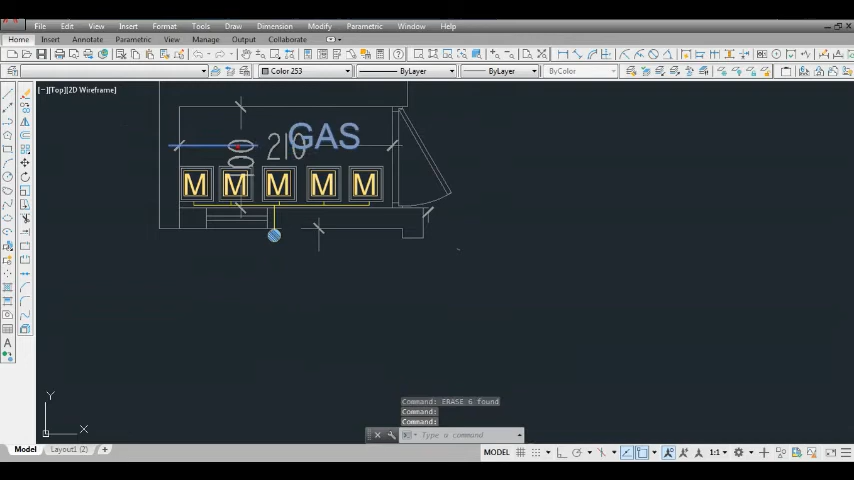 File Edit View Insert Format Tools Draw Dimension Modify Parametric Window Help
Home Insert Annotate Parametric View Manage Output Collaborate
Color 253 ByLayer ByLayer ByColor
[−][Top][2D Wireframe]
GAS
210
100
M M M M M
Y
X
Command: ERASE 6 found
Command:
Command:
Type a command
Model Layout1 (2) + MODEL 1:1